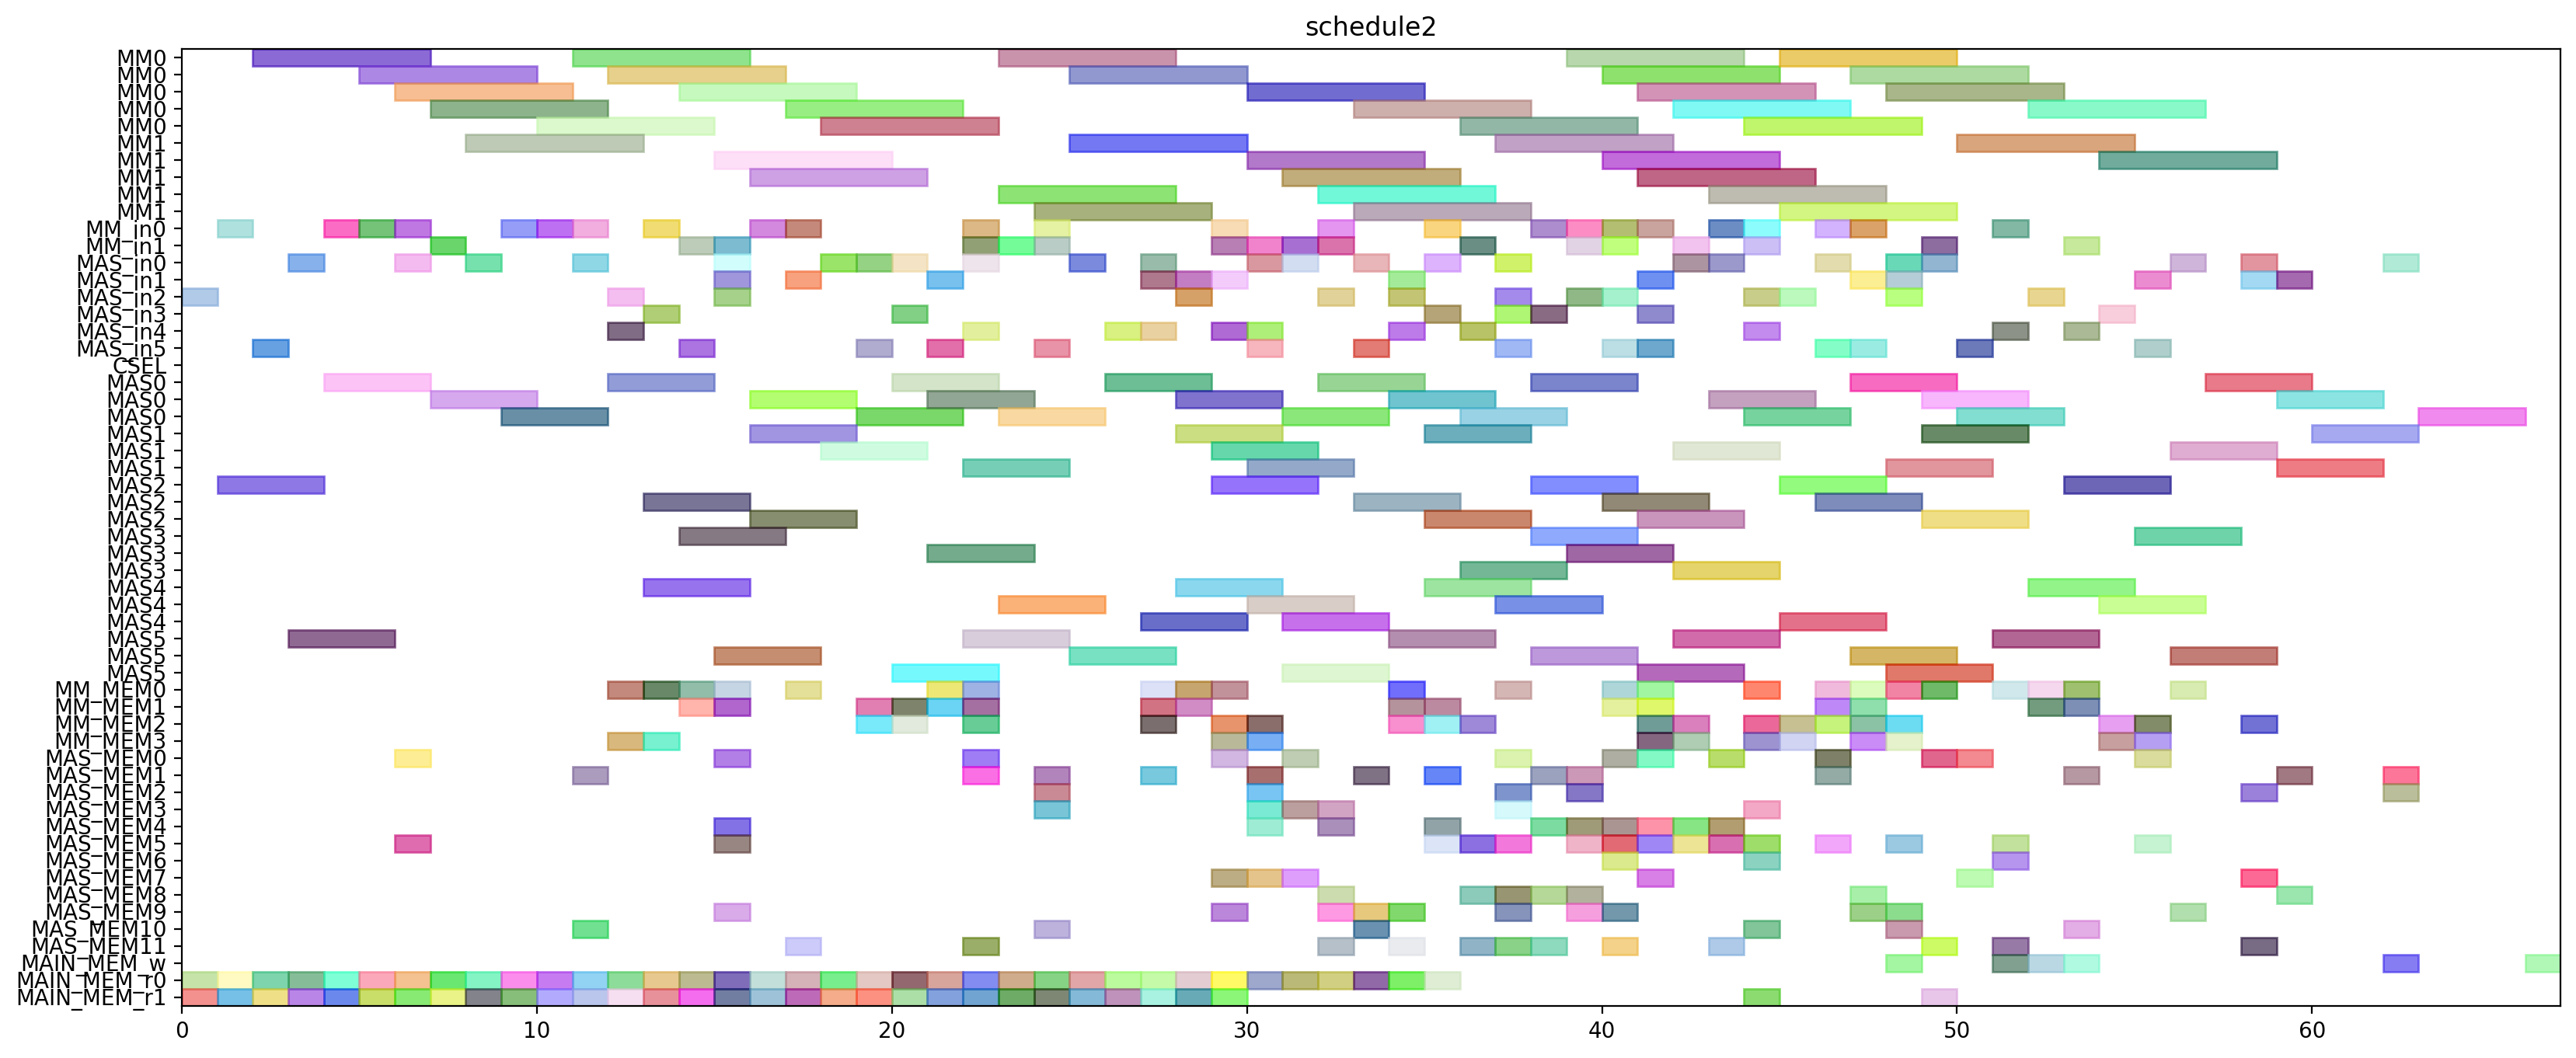 schedule2
MM0
MM0
MM0
MM0
MM0
MM1
MM1
MM1
MM1
MM1
MM_in0
MM_in1
MAS_in0
MAS_in1
MAS_in2
MAS_in3
MAS_in4
MAS_in5
CSEL
MAS0
MAS0
MAS0
MAS1
MAS1
MAS1
MAS2
MAS2
MAS2
MAS3
MAS3
MAS3
MAS4
MAS4
MAS4
MAS5
MAS5
MAS5
MM_MEM0
MM_MEM1
MM_MEM2
MM_MEM3
MAS_MEM0
MAS_MEM1
MAS_MEM2
MAS_MEM3
MAS_MEM4
MAS_MEM5
MAS_MEM6
MAS_MEM7
MAS_MEM8
MAS_MEM9
MAS_MEM10
MAS_MEM11
MAIN_MEM_w
MAIN_MEM_r0
MAIN_MEM_r1
0 10 20 30 40 50 60